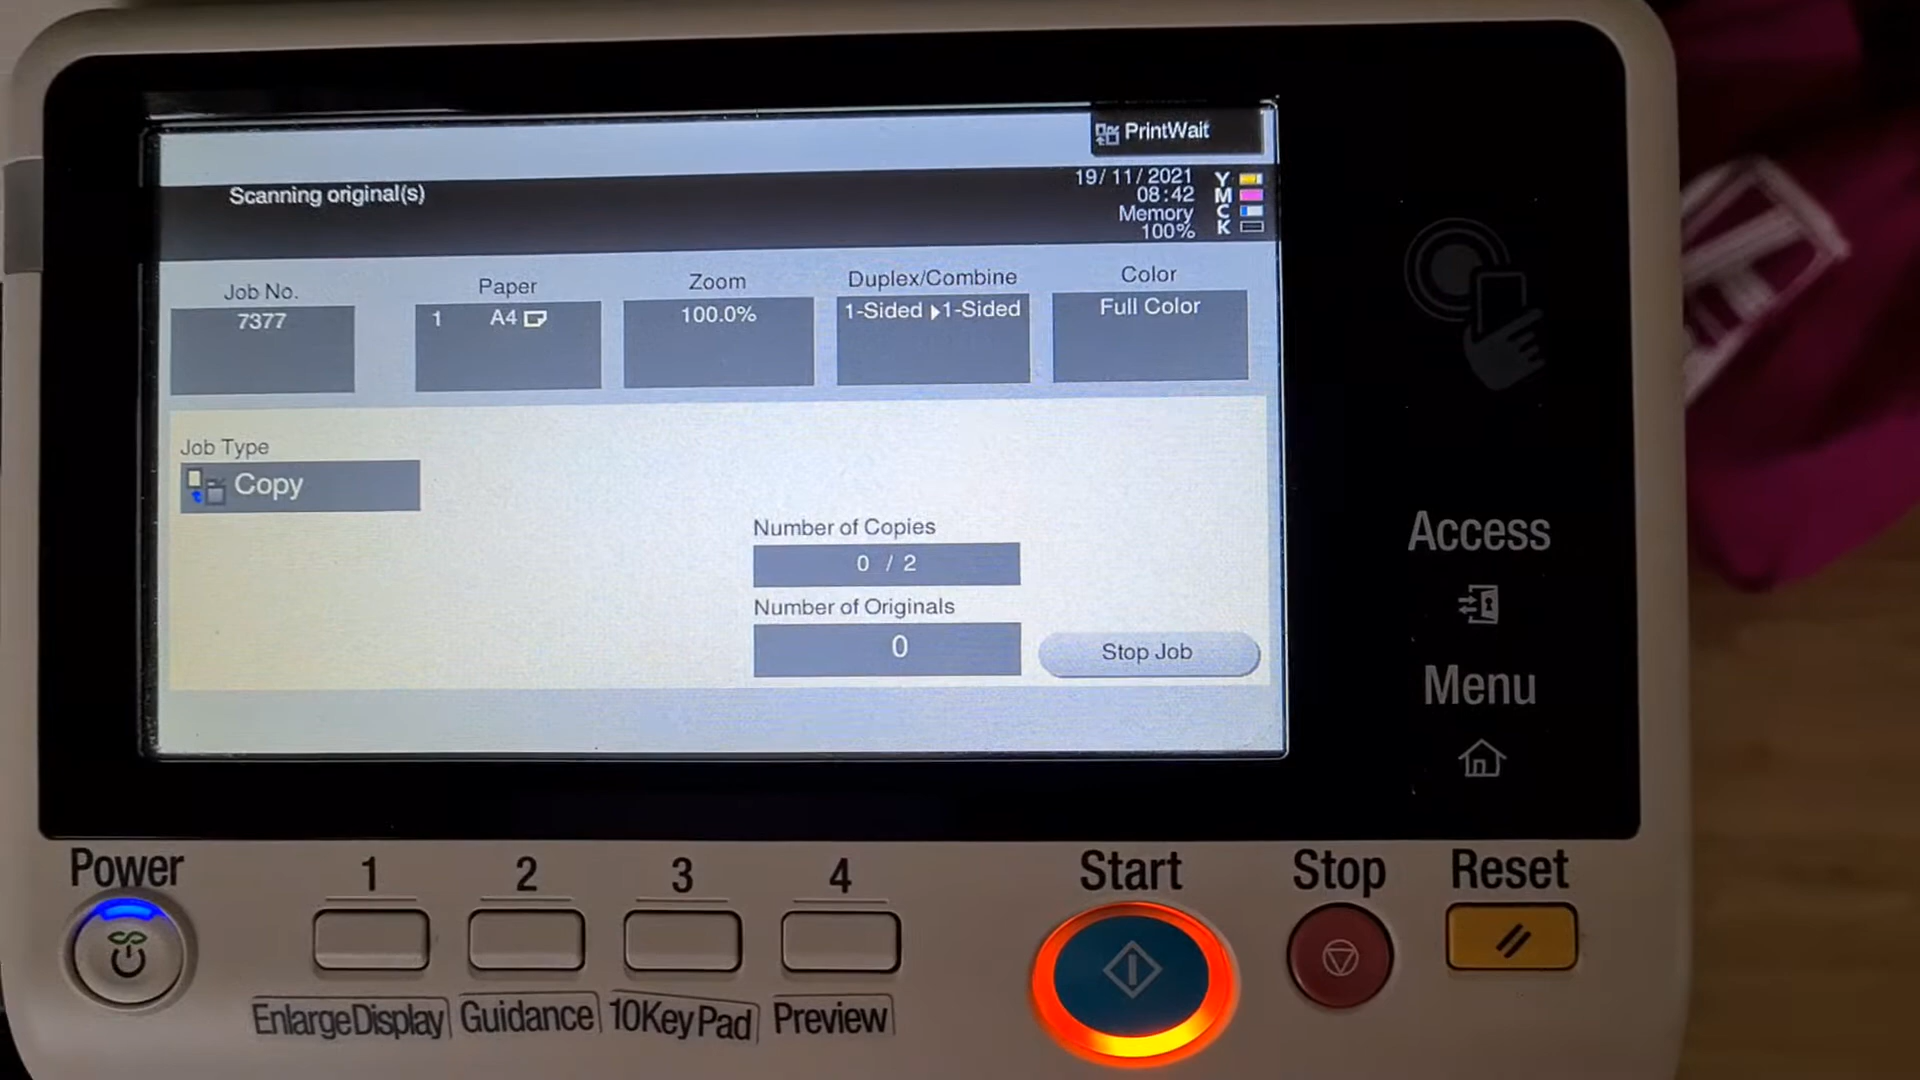 PrintWait
Scanning original(s)
19/11/2021
08:42
Memory
100%
Y
M
C
K
Job No.
7377
Paper
1 A4
Zoom
100.0%
Duplex/Combine
1-Sided ▶1-Sided
Color
Full Color
Job Type
Copy
Number of Copies
0 / 2
Number of Originals
0
Stop Job
Access
Menu
Power
1
2
3
4
Start
Stop
Reset
EnlargeDisplay
Guidance
10KeyPad
Preview